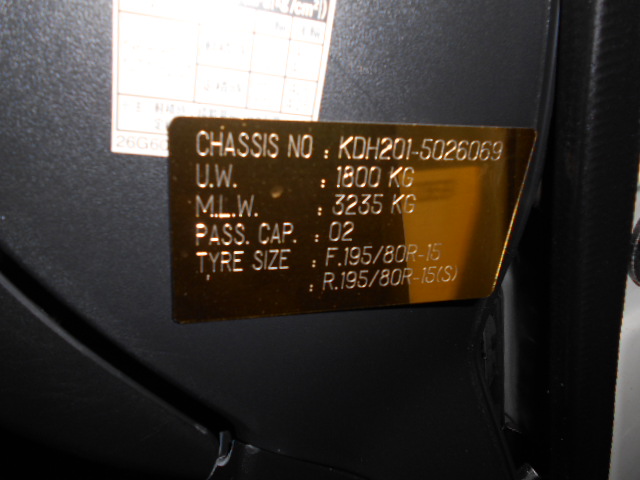 CHASSIS NO : KDH201-5026069
U.W. : 1800 KG
M.L.W. : 3235 KG
PASS. CAP. : 02
TYRE SIZE : F.195/80R-15
: R.195/80R-15(S)